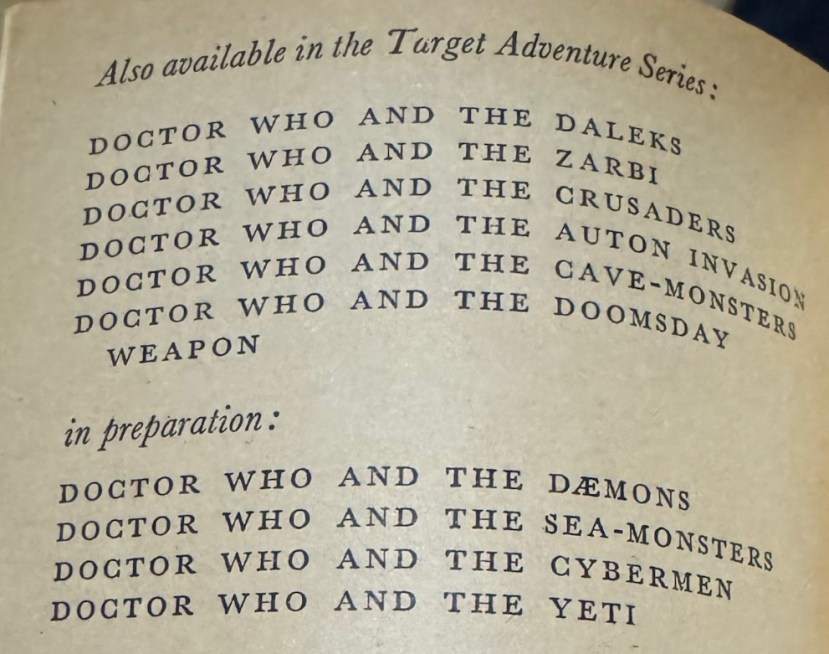 Also available in the Target Adventure Series:
DOCTOR WHO AND THE DALEKS
DOCTOR WHO AND THE ZARBI
DOCTOR WHO AND THE CRUSADERS
DOCTOR WHO AND THE AUTON INVASION
DOCTOR WHO AND THE CAVE-MONSTERS
DOCTOR WHO AND THE DOOMSDAY
WEAPON
in preparation:
DOCTOR WHO AND THE DÆMONS
DOCTOR WHO AND THE SEA-MONSTERS
DOCTOR WHO AND THE CYBERMEN
DOCTOR WHO AND THE YETI